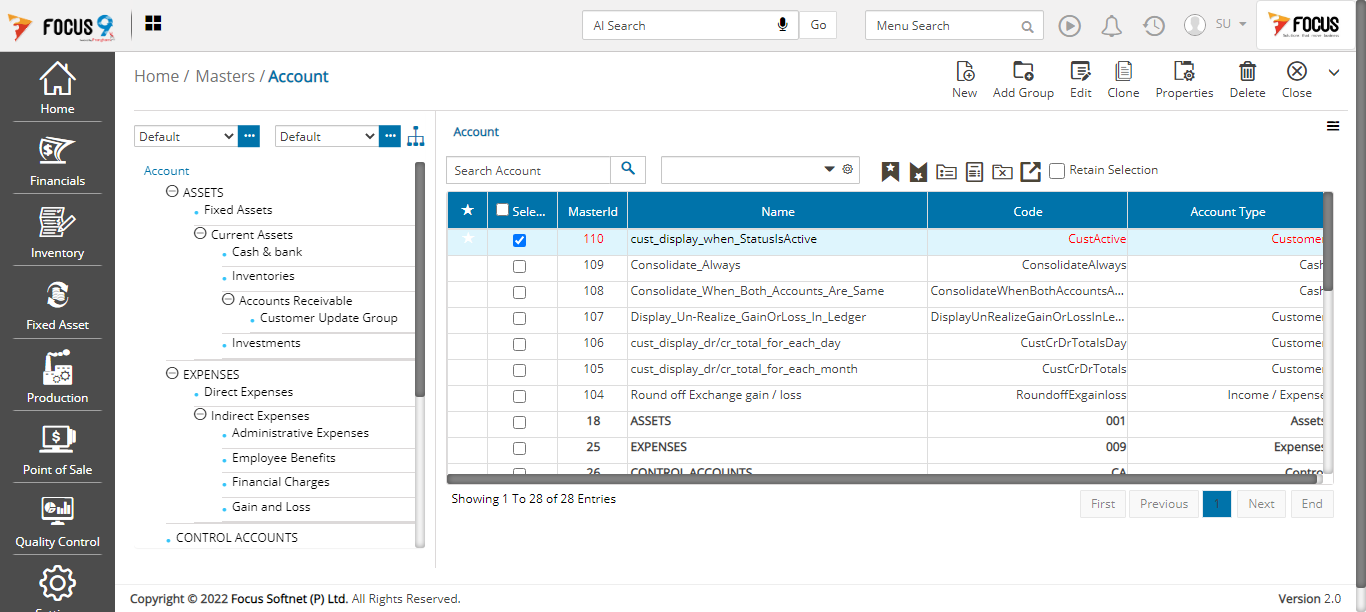 FOCUS 9
AI Search
Go
Menu Search
SU
FOCUS
Home / Masters / Account
New
Add Group
Edit
Clone
Properties
Delete
Close
Home
Financials
Inventory
Fixed Asset
Production
Point of Sale
Quality Control
Default
Default
Account
ASSETS
Fixed Assets
Current Assets
Cash & bank
Inventories
Accounts Receivable
Customer Update Group
Investments
EXPENSES
Direct Expenses
Indirect Expenses
Administrative Expenses
Employee Benefits
Financial Charges
Gain and Loss
CONTROL ACCOUNTS
Account
Search Account
Retain Selection
Sele... MasterId Name Code Account Type
110 cust_display_when_StatusIsActive CustActive Customer
109 Consolidate_Always ConsolidateAlways Cash
108 Consolidate_When_Both_Accounts_Are_Same ConsolidateWhenBothAccountsA... Cash
107 Display_Un-Realize_GainOrLoss_In_Ledger DisplayUnRealizeGainOrLossInLe... Customer
106 cust_display_dr/cr_total_for_each_day CustCrDrTotalsDay Customer
105 cust_display_dr/cr_total_for_each_month CustCrDrTotals Customer
104 Round off Exchange gain / loss RoundoffExgainloss Income / Expense
18 ASSETS 001 Assets
25 EXPENSES 009 Expenses
26 CONTROL ACCOUNTS CA Contro
Showing 1 To 28 of 28 Entries
First
Previous
1
Next
End
Copyright © 2022 Focus Softnet (P) Ltd. All Rights Reserved.
Version 2.0